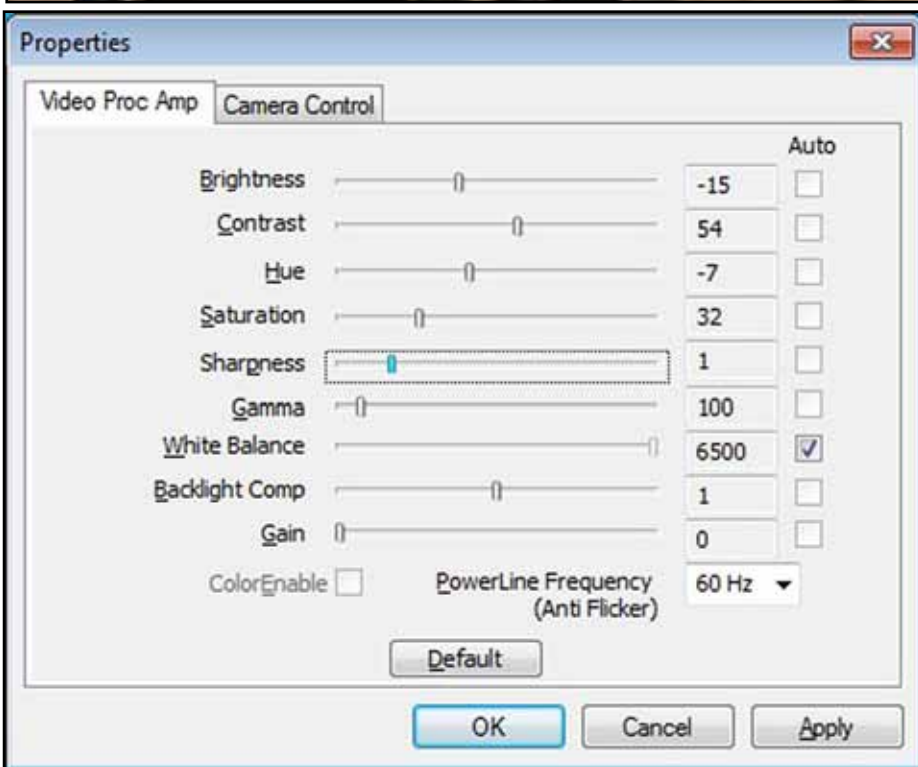 Properties
Video Proc Amp Camera Control
Auto
Brightness -15
Contrast 54
Hue -7
Saturation 32
Sharpness 1
Gamma 100
White Balance 6500
Backlight Comp 1
Gain 0
ColorEnable PowerLine Frequency 60 Hz
(Anti Flicker)
Default
OK Cancel Apply